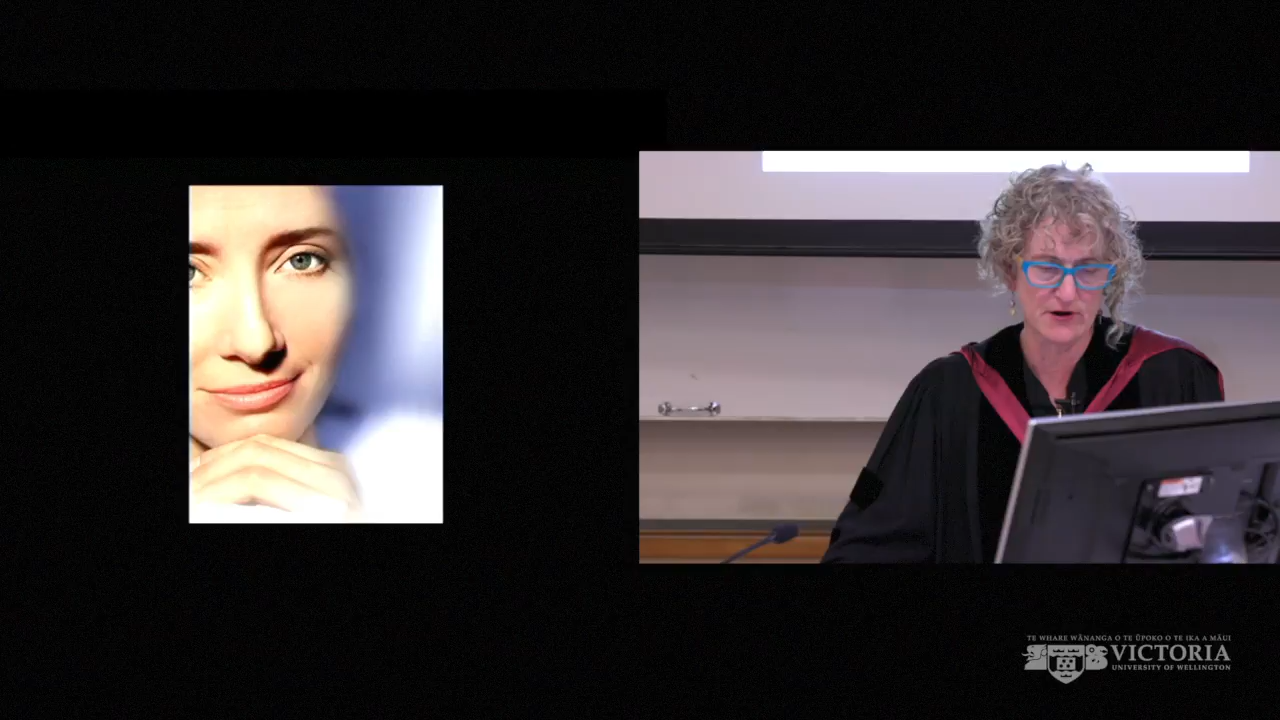 TE WHARE WĀNANGA O TE ŪPOKO O TE IKA A MĀUI
VICTORIA
UNIVERSITY OF WELLINGTON